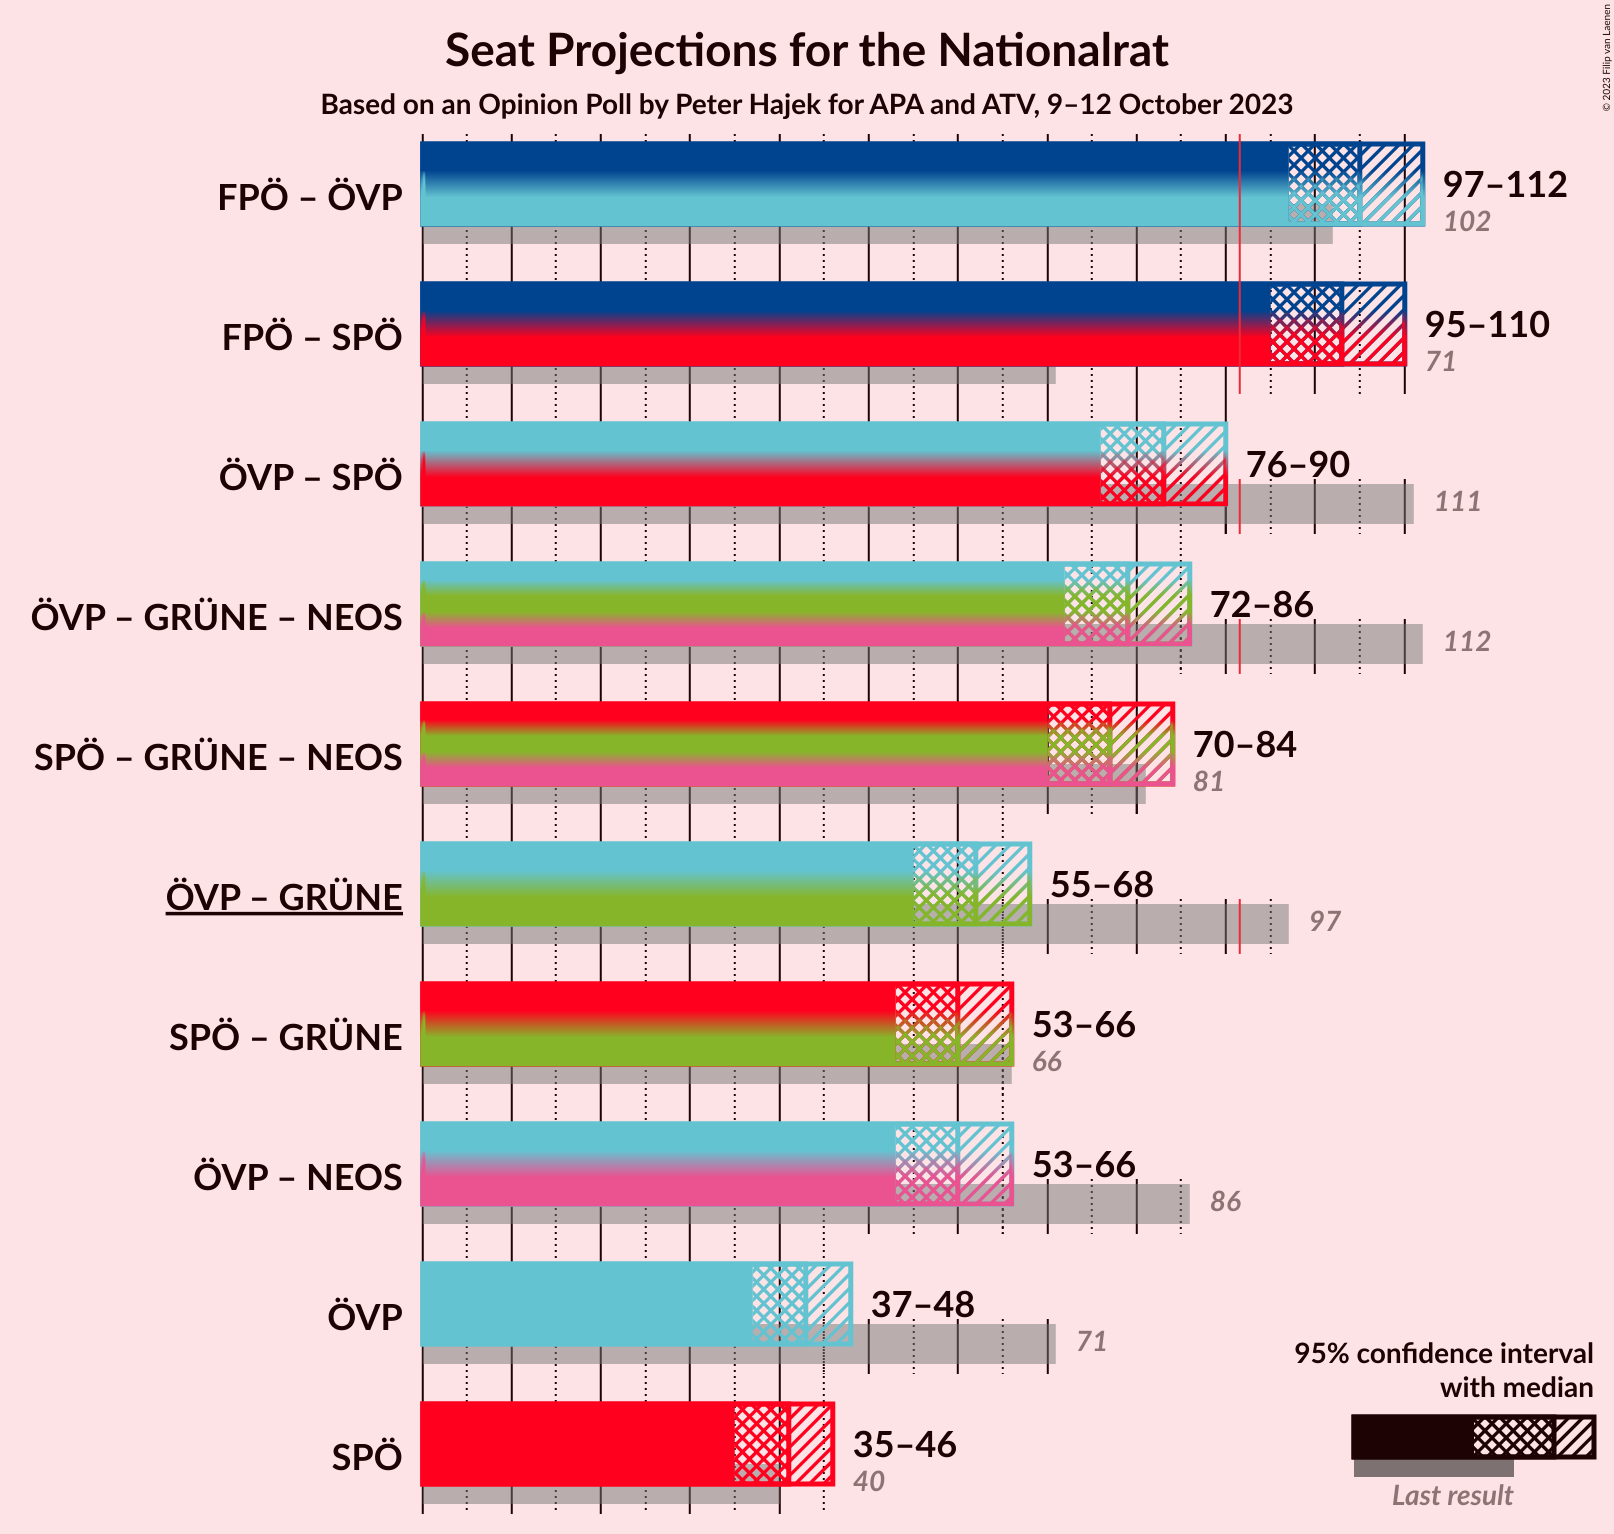 Seat Projections for the Nationalrat
Based on an Opinion Poll by Peter Hajek for APA and ATV, 9–12 October 2023
© 2023 Filip van Laenen
FPÖ – ÖVP
97–112
102
FPÖ – SPÖ
95–110
71
ÖVP – SPÖ
76–90
111
ÖVP – GRÜNE – NEOS
72–86
112
SPÖ – GRÜNE – NEOS
70–84
81
ÖVP – GRÜNE
55–68
97
SPÖ – GRÜNE
53–66
66
ÖVP – NEOS
53–66
86
ÖVP
37–48
71
SPÖ
35–46
40
95% confidence interval
with median
Last result